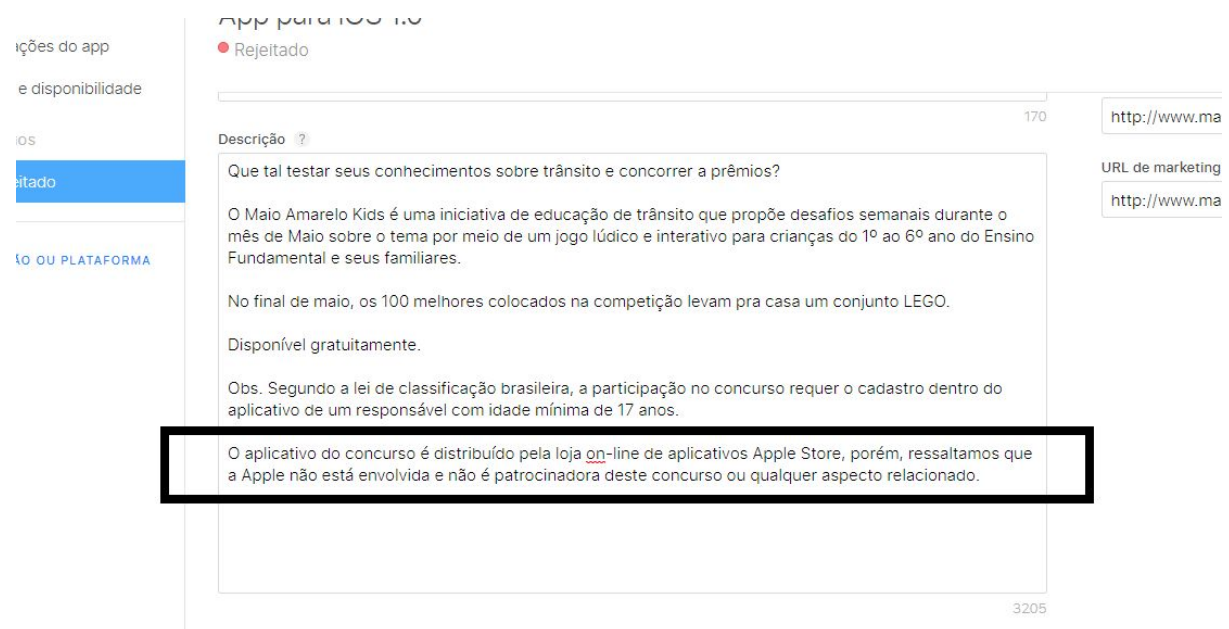 App para iOS 1.0
ações do app
Rejeitado
e disponibilidade
170
http://www.ma
Descrição ?
Que tal testar seus conhecimentos sobre trânsito e concorrer a prêmios?
URL de marketing
O Maio Amarelo Kids é uma iniciativa de educação de trânsito que propõe desafios semanais durante o
http://www.ma
mês de Maio sobre o tema por meio de um jogo lúdico e interativo para crianças do 1º ao 6º ano do Ensino
Fundamental e seus familiares.
ÃO OU PLATAFORMA
No final de maio, os 100 melhores colocados na competição levam pra casa um conjunto LEGO.
Disponível gratuitamente.
Obs. Segundo a lei de classificação brasileira, a participação no concurso requer o cadastro dentro do
aplicativo de um responsável com idade mínima de 17 anos.
O aplicativo do concurso é distribuído pela loja on-line de aplicativos Apple Store, porém, ressaltamos que
a Apple não está envolvida e não é patrocinadora deste concurso ou qualquer aspecto relacionado.
3205